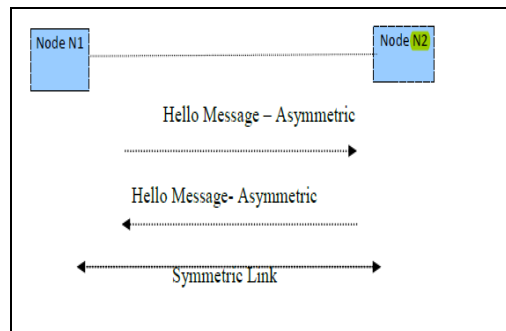 Node N1
Node N2
Hello Message – Asymmetric
Hello Message- Asymmetric
Symmetric Link